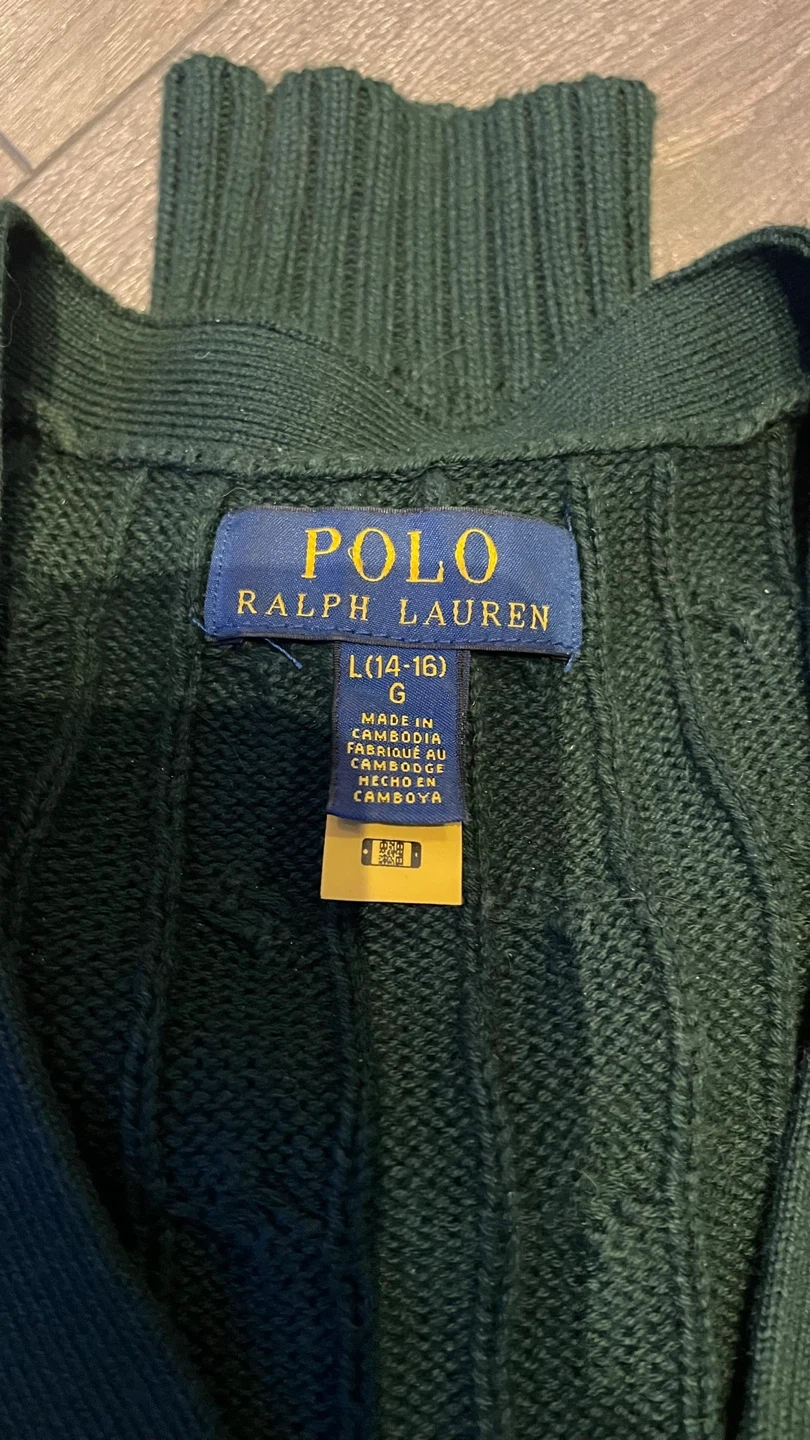 POLO
RALPH LAUREN
L(14-16)
G
MADE IN
CAMBODIA
FABRIQUÉ AU
CAMBODGE
HECHO EN
CAMBOYA